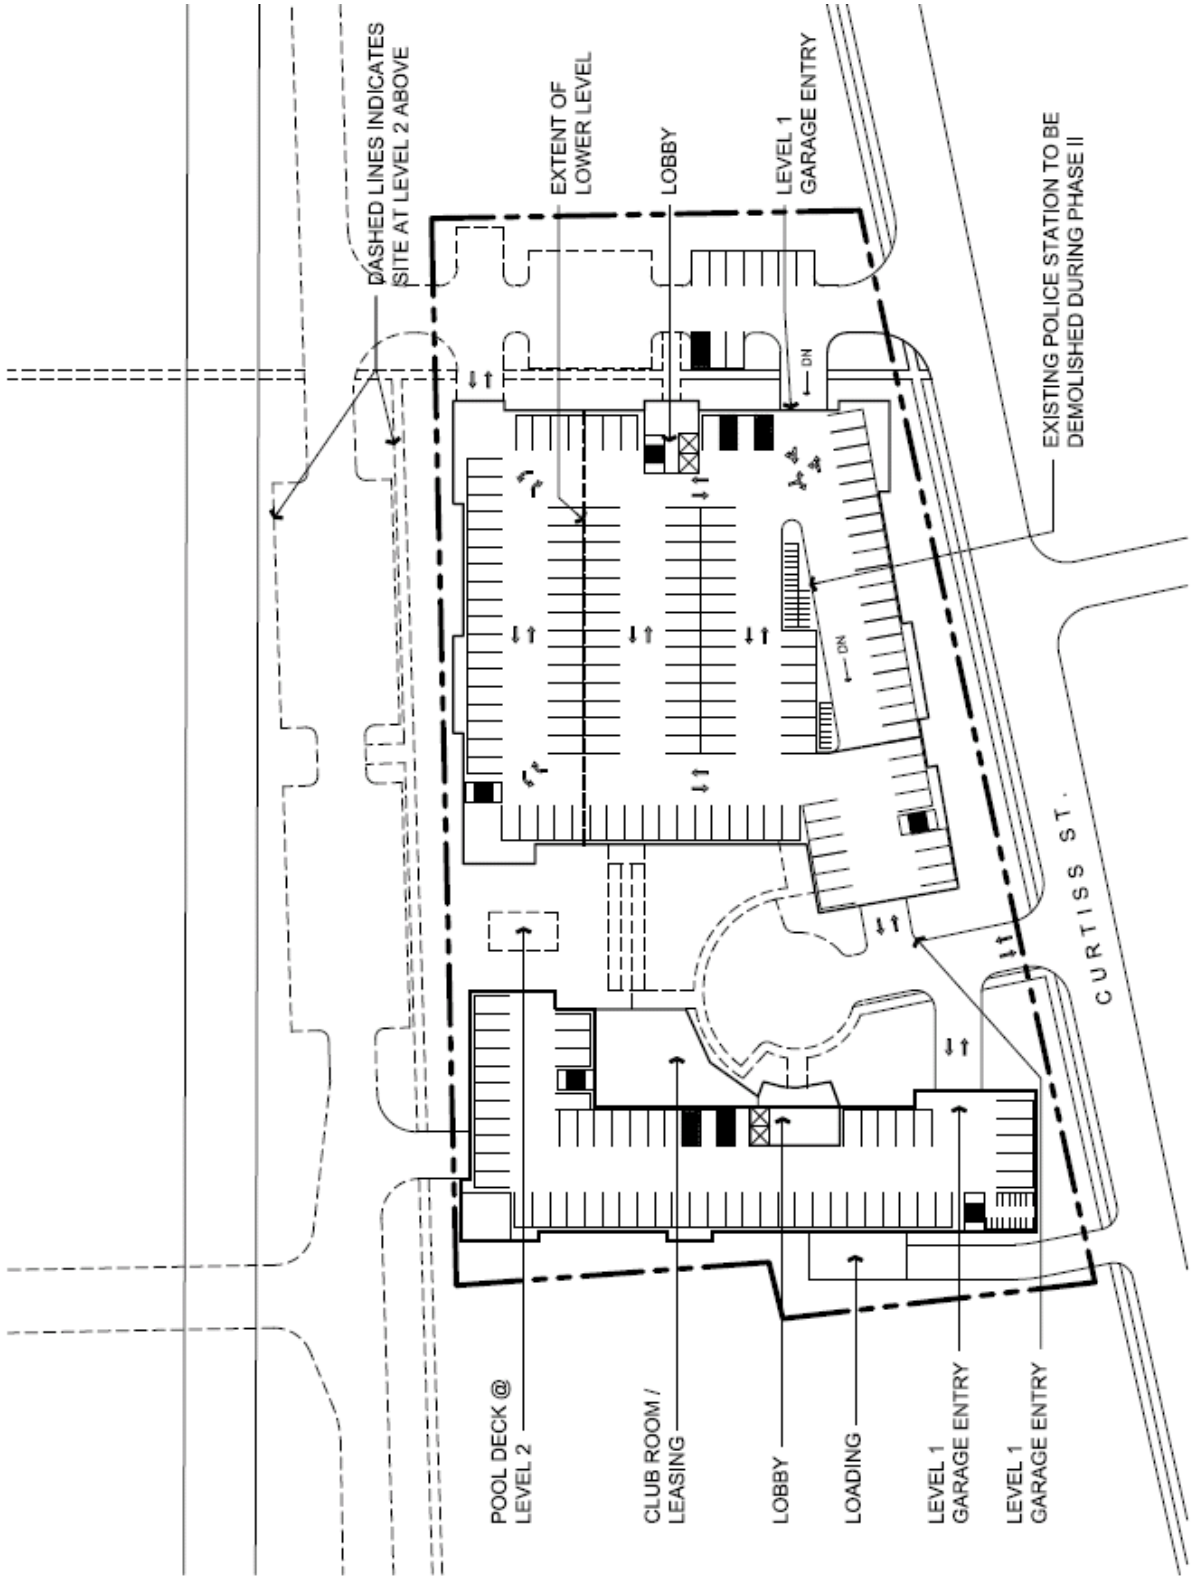 DASHED LINES INDICATES
SITE AT LEVEL 2 ABOVE
EXTENT OF
LOWER LEVEL
LOBBY
LEVEL 1
GARAGE ENTRY
EXISTING POLICE STATION TO BE
DEMOLISHED DURING PHASE II
DN
DN
CURTISS ST.
POOL DECK @
LEVEL 2
CLUB ROOM /
LEASING
LOBBY
LOADING
LEVEL 1
GARAGE ENTRY
LEVEL 1
GARAGE ENTRY